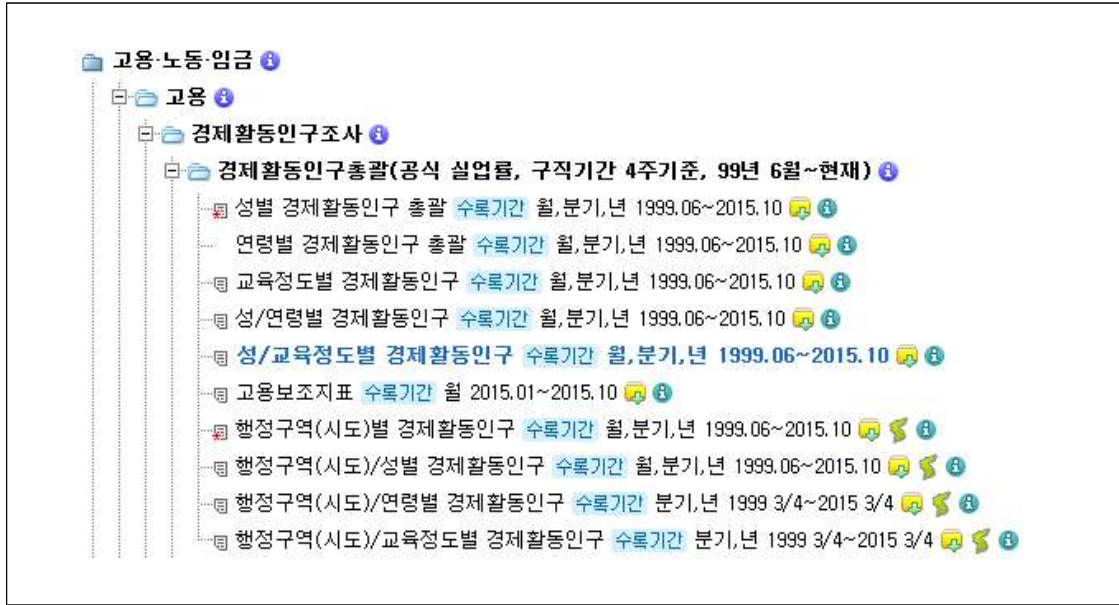 고용·노동·임금
고용
경제활동인구조사
경제활동인구총괄(공식 실업률, 구직기간 4주기준, 99년 6월~현재)
성별 경제활동인구 총괄 수록기간 월,분기,년 1999.06~2015.10
연령별 경제활동인구 총괄 수록기간 월,분기,년 1999.06~2015.10
교육정도별 경제활동인구 수록기간 월,분기,년 1999.06~2015.10
성/연령별 경제활동인구 수록기간 월,분기,년 1999.06~2015.10
성/교육정도별 경제활동인구 수록기간 월,분기,년 1999.06~2015.10
고용보조지표 수록기간 월 2015.01~2015.10
행정구역(시도)별 경제활동인구 수록기간 월,분기,년 1999.06~2015.10
행정구역(시도)/성별 경제활동인구 수록기간 월,분기,년 1999.06~2015.10
행정구역(시도)/연령별 경제활동인구 수록기간 분기,년 1999 3/4~2015 3/4
행정구역(시도)/교육정도별 경제활동인구 수록기간 분기,년 1999 3/4~2015 3/4